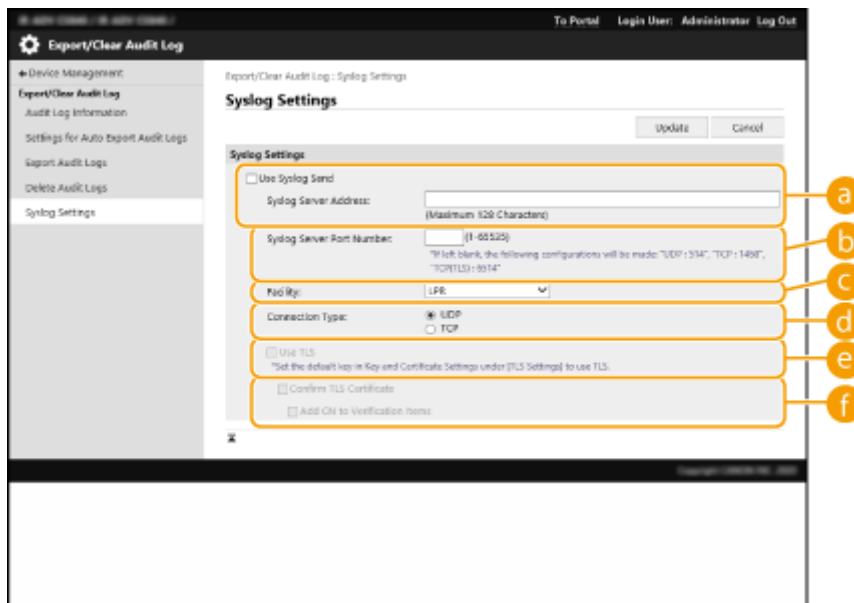 To Portal Login User: Administrator Log Out
Export/Clear Audit Log
Device Management
Export/Clear Audit Log
Audit Log Information
Settings for Auto Export Audit Logs
Export Audit Logs
Delete Audit Logs
Syslog Settings
Export/Clear Audit Log : Syslog Settings
Syslog Settings
Update Cancel
Syslog Settings
Use Syslog Send
Syslog Server Address:
(Maximum 128 Characters)
a
Syslog Server Port Number: (1-65535)
*If left blank, the following configurations will be made: "UDP : 514", "TCP : 1468",
"TCP(TLS) : 6514"
b
Facility: LPR
c
Connection Type: UDP
TCP
d
Use TLS
*Set the default key in Key and Certificate Settings under [TLS Settings] to use TLS.
e
Confirm TLS Certificate
Add CN to Verification Items
f